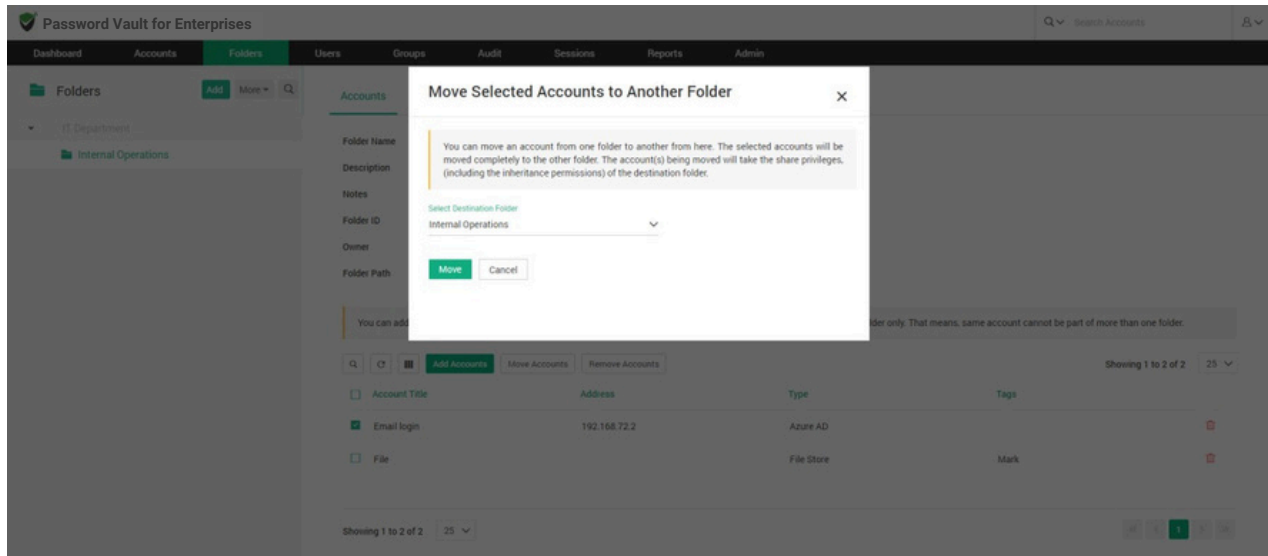 Password Vault for Enterprises
Search Accounts
Dashboard Accounts Folders Users Groups Audit Sessions Reports Admin
Folders Add More
IT Department
Internal Operations
Accounts
Folder Name
Description
Notes
Folder ID
Owner
Folder Path
Move Selected Accounts to Another Folder
You can move an account from one folder to another from here. The selected accounts will be
moved completely to the other folder. The account(s) being moved will take the share privileges,
(including the inheritance permissions) of the destination folder.
Select Destination Folder
Internal Operations
Move Cancel
You can add
lder only. That means, same account cannot be part of more than one folder.
Add Accounts Move Accounts Remove Accounts Showing 1 to 2 of 2 25
Account Title Address Type Tags
Email login 192.168.72.2 Azure AD
File File Store Mark
Showing 1 to 2 of 2 25 1